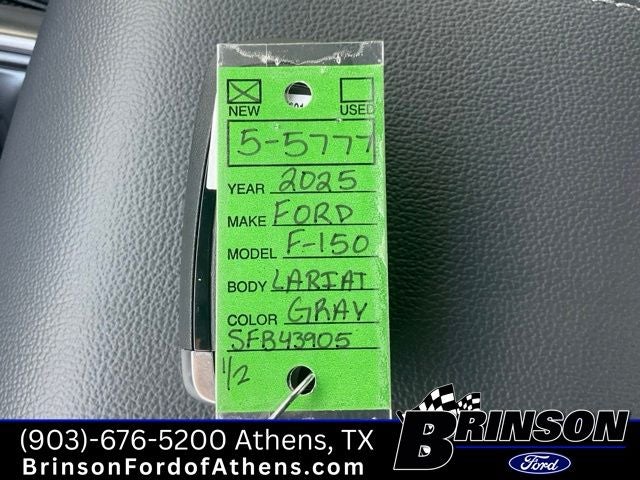 NEW USED
5-5777
YEAR 2025
MAKE FORD
MODEL F-150
BODY LARIAT
COLOR GRAY
SFB43905
1/2
(903)-676-5200 Athens, TX
BrinsonFordofAthens.com
BRINSON
Ford